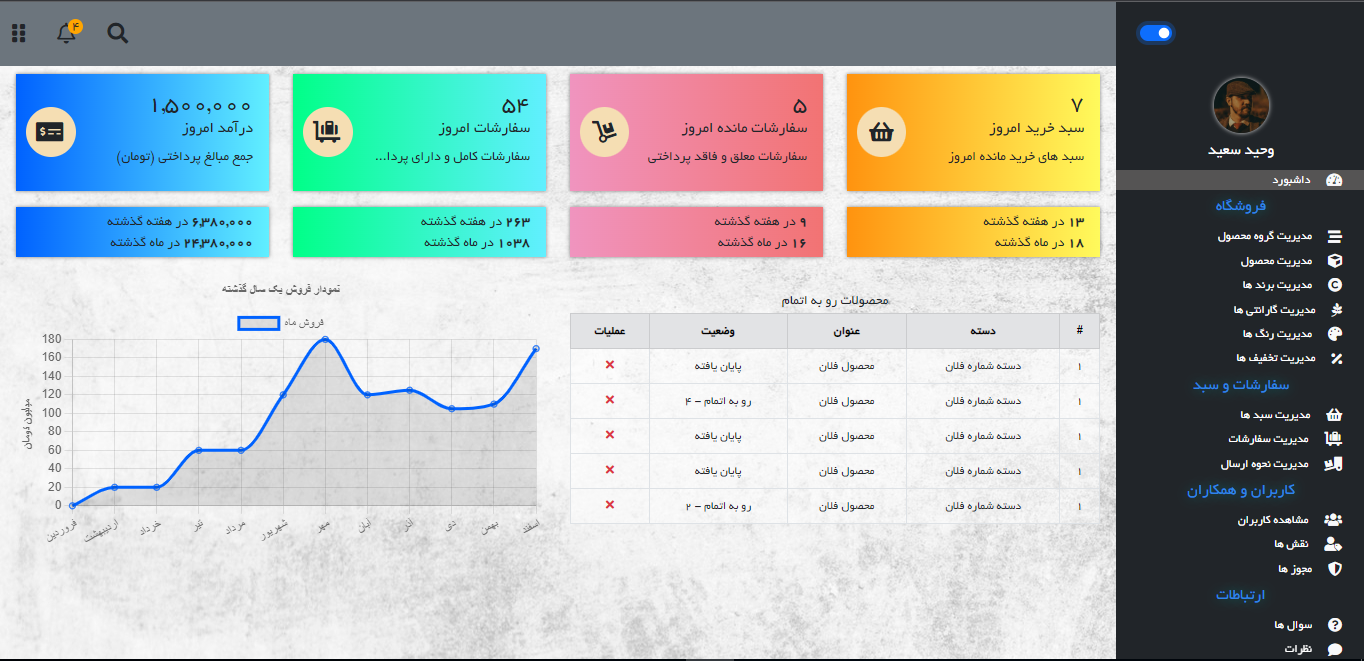 ۴
وحید سعید
داشبورد
فروشگاه
مدیریت گروه محصول
مدیریت محصول
مدیریت برند ها
مدیریت گارانتی ها
مدیریت رنگ ها
مدیریت تخفیف ها
سفارشات و سبد
مدیریت سبد ها
مدیریت سفارشات
مدیریت نحوه ارسال
کاربران و همکاران
مشاهده کاربران
نقش ها
مجوز ها
ارتباطات
سوال ها
نظرات
۷
سبد خرید امروز
سبد های خرید مانده امروز
۵
سفارشات مانده امروز
سفارشات معلق و فاقد پرداختی
۵۴
سفارشات امروز
سفارشات کامل و دارای پردا...
۱,۵۰۰,۰۰۰
درآمد امروز
جمع مبالغ پرداختی (تومان)
۱۳ در هفته گذشته
۱۸ در ماه گذشته
۹ در هفته گذشته
۱۶ در ماه گذشته
۲۶۳ در هفته گذشته
۱۰۳۸ در ماه گذشته
۶,۳۸۰,۰۰۰ در هفته گذشته
۲۴,۳۸۰,۰۰۰ در ماه گذشته
محصولات رو به اتمام
# دسته عنوان وضعیت عملیات
۱ دسته شماره فلان محصول فلان پایان یافته
۱ دسته شماره فلان محصول فلان رو به اتمام - ۴
۱ دسته شماره فلان محصول فلان پایان یافته
۱ دسته شماره فلان محصول فلان پایان یافته
۱ دسته شماره فلان محصول فلان رو به اتمام - ۲
نمودار فروش یک سال گذشته
فروش ماه
میلیون تومان
180
160
140
120
100
80
60
40
20
0
فروردین اردیبهشت خرداد تیر مرداد شهریور مهر آبان آذر دی بهمن اسفند